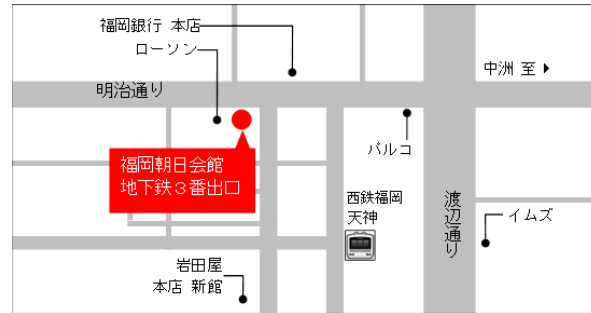 福岡銀行 本店
ローソン
中洲 至
明治通り
パルコ
福岡朝日会館
地下鉄3番出口
西鉄福岡
天神
渡辺通り
イムズ
岩田屋
本店 新館